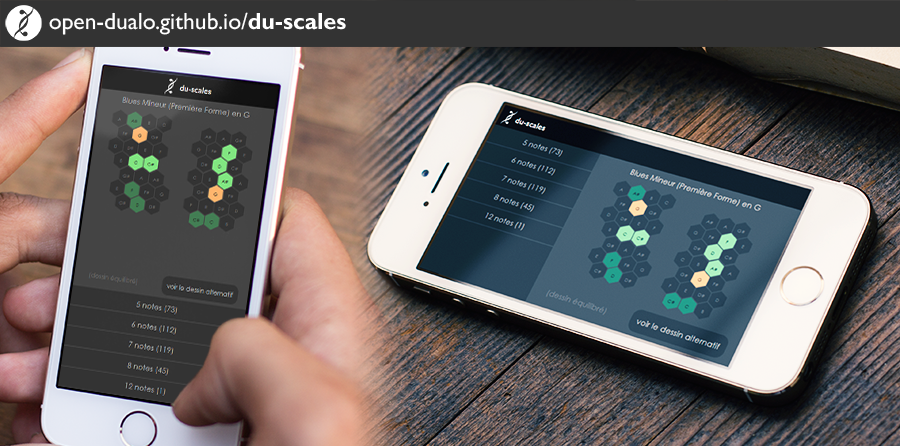 open-dualo.github.io/du-scales
du-scales
Blues Mineur (Première Forme) en G
(dessin équilibré)
voir le dessin alternatif
5 notes (73)
6 notes (112)
7 notes (119)
8 notes (45)
12 notes (1)
du-scales
5 notes (73)
6 notes (112)
7 notes (119)
8 notes (45)
12 notes (1)
Blues Mineur (Première Forme) en G
(dessin équilibré)
voir le dessin alternatif